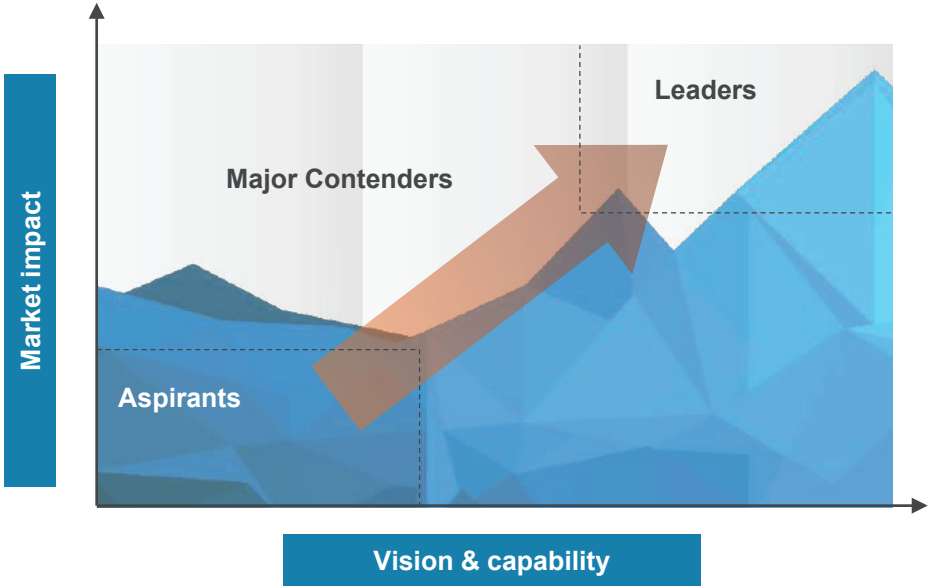 Leaders
Major Contenders
Market impact
Aspirants
Vision & capability